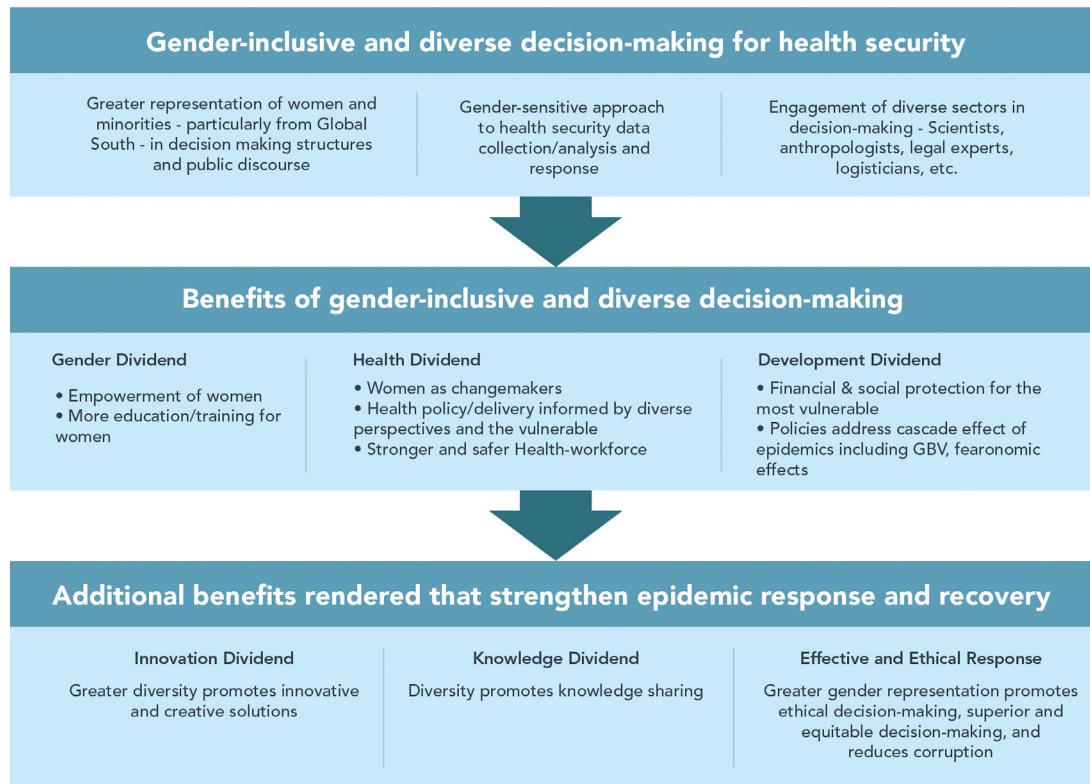 Gender-inclusive and diverse decision-making for health security
Greater representation of women and
minorities - particularly from Global
South - in decision making structures
and public discourse
Gender-sensitive approach
to health security data
collection/analysis and
response
Engagement of diverse sectors in
decision-making - Scientists,
anthropologists, legal experts,
logisticians, etc.
Benefits of gender-inclusive and diverse decision-making
Gender Dividend
• Empowerment of women
• More education/training for
women
Health Dividend
• Women as changemakers
• Health policy/delivery informed by diverse
perspectives and the vulnerable
• Stronger and safer Health-workforce
Development Dividend
• Financial & social protection for the
most vulnerable
• Policies address cascade effect of
epidemics including GBV, fearonomic
effects
Additional benefits rendered that strengthen epidemic response and recovery
Innovation Dividend
Greater diversity promotes innovative
and creative solutions
Knowledge Dividend
Diversity promotes knowledge sharing
Effective and Ethical Response
Greater gender representation promotes
ethical decision-making, superior and
equitable decision-making, and
reduces corruption